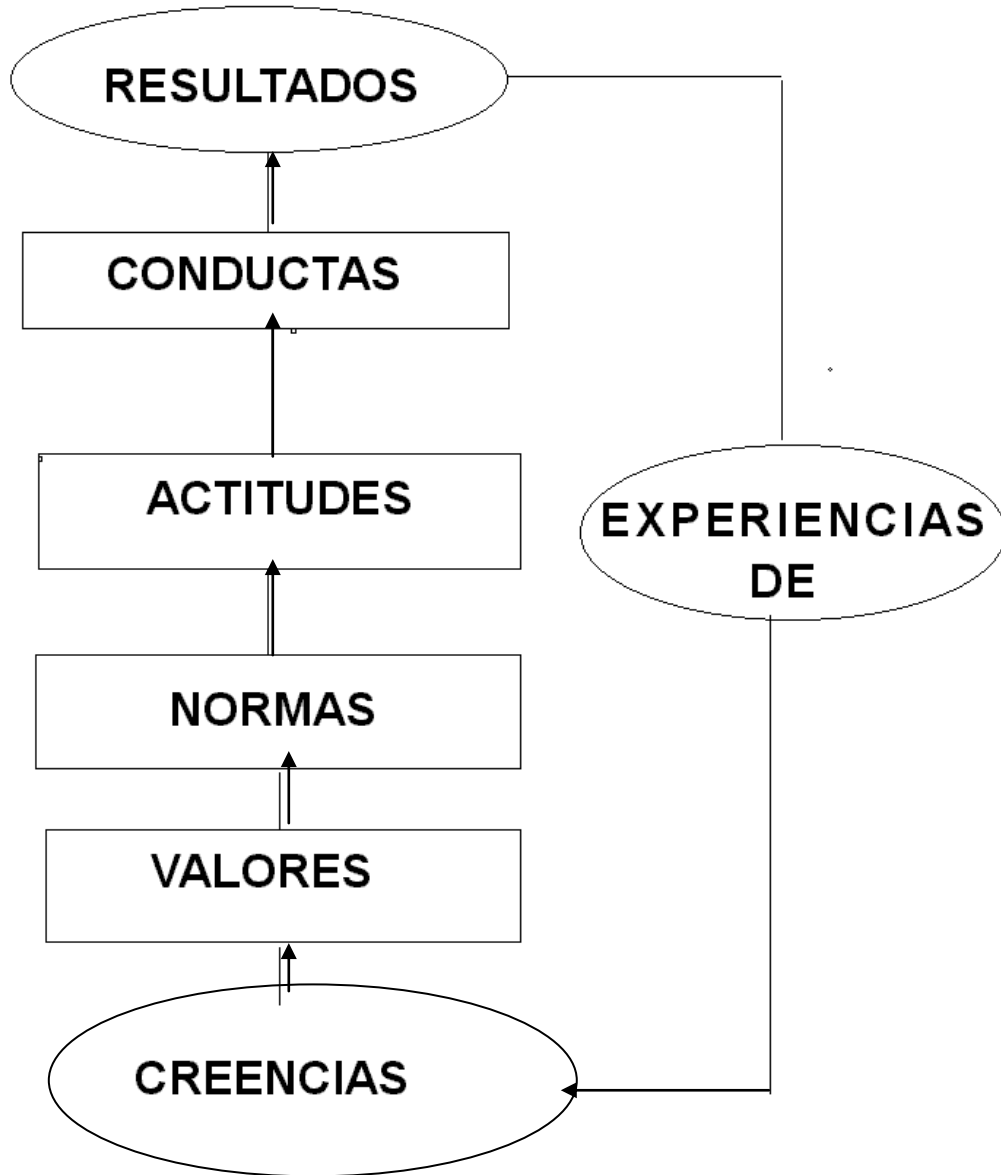 RESULTADOS
CONDUCTAS
ACTITUDES
EXPERIENCIAS
DE
NORMAS
VALORES
CREENCIAS